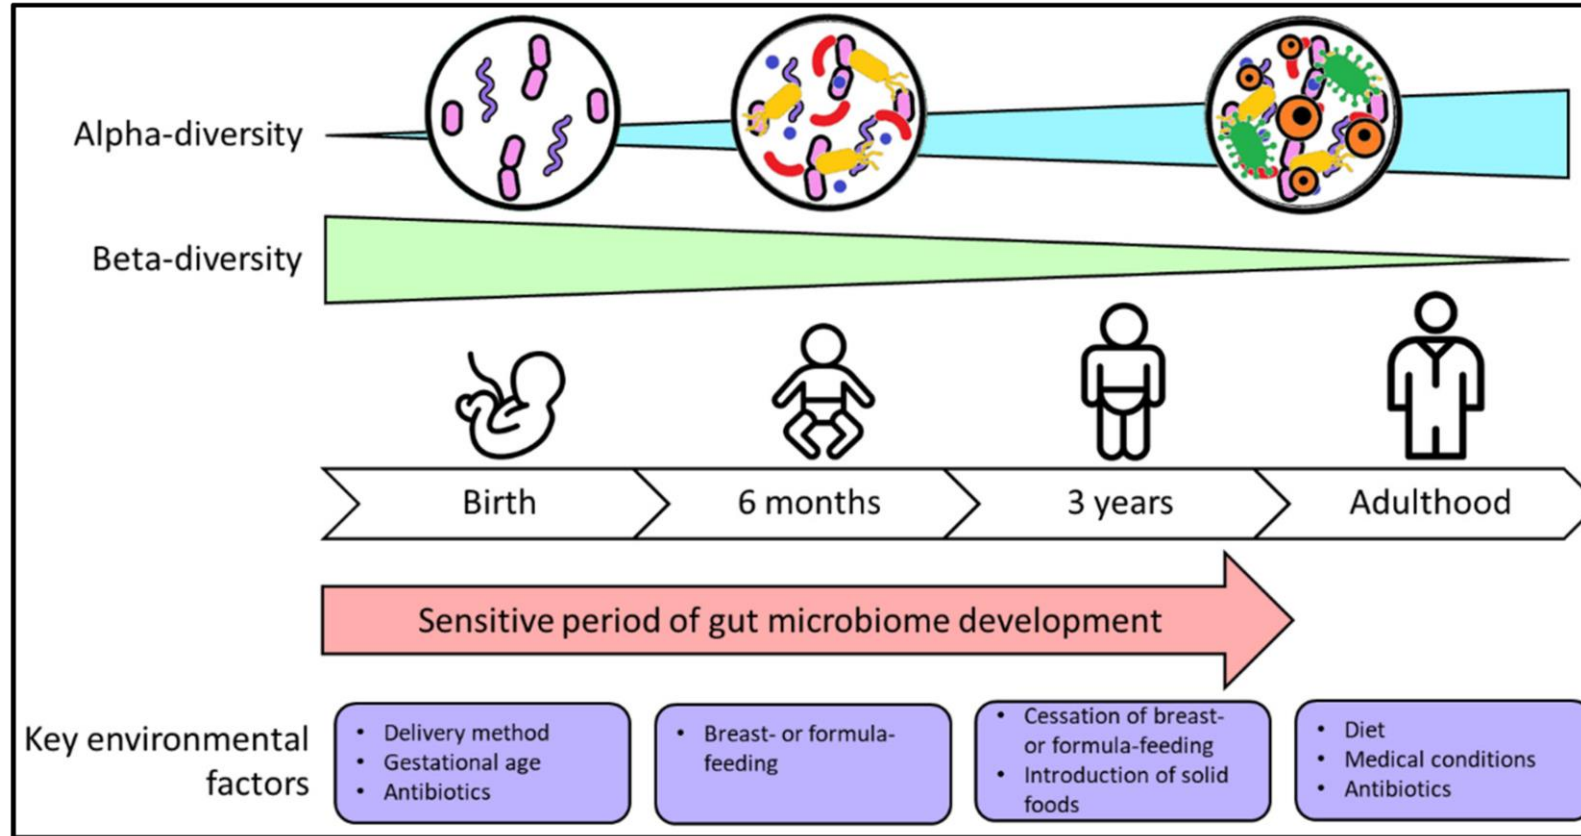 Alpha-diversity
Beta-diversity
Birth
6 months
3 years
Adulthood
Sensitive period of gut microbiome development
Key environmental
factors
• Delivery method
• Gestational age
• Antibiotics
• Breast- or formula-
feeding
• Cessation of breast-
or formula-feeding
• Introduction of solid
foods
• Diet
• Medical conditions
• Antibiotics